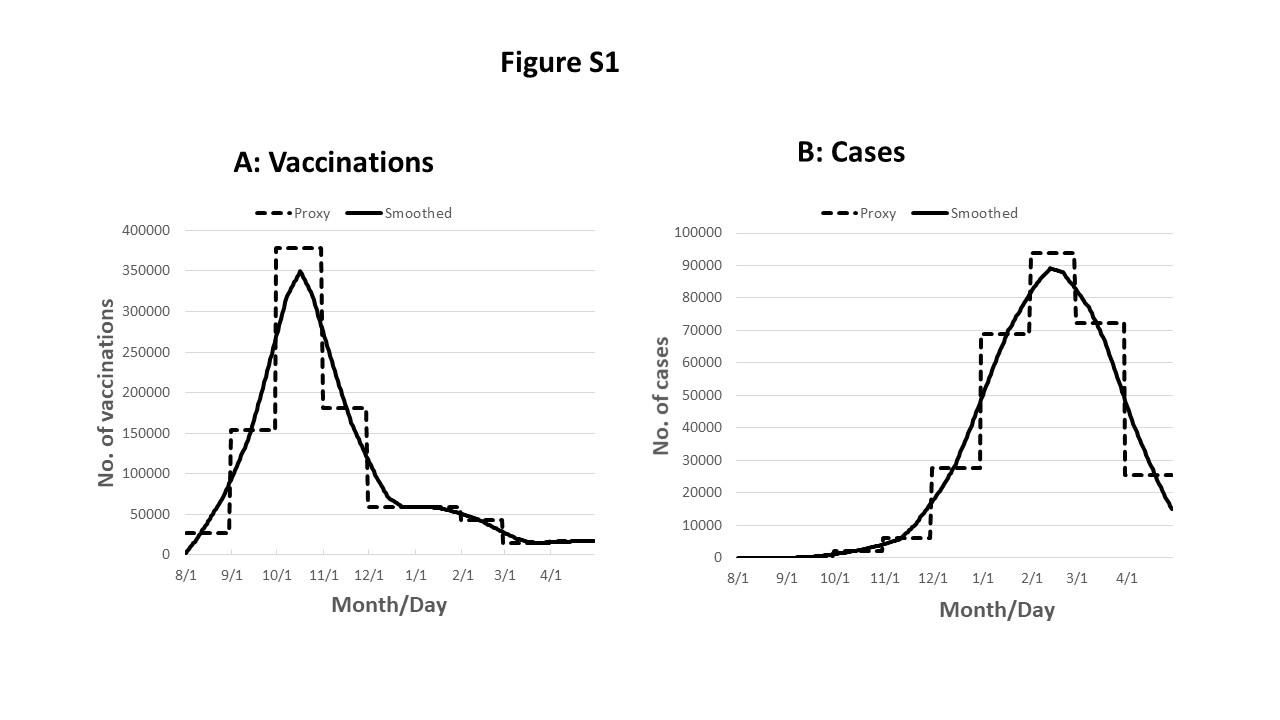 Figure S1
A: Vaccinations
Proxy Smoothed
No. of vaccinations
400000
350000
300000
250000
200000
150000
100000
50000
0
8/1 9/1 10/1 11/1 12/1 1/1 2/1 3/1 4/1
Month/Day
B: Cases
Proxy Smoothed
No. of cases
100000
90000
80000
70000
60000
50000
40000
30000
20000
10000
0
8/1 9/1 10/1 11/1 12/1 1/1 2/1 3/1 4/1
Month/Day